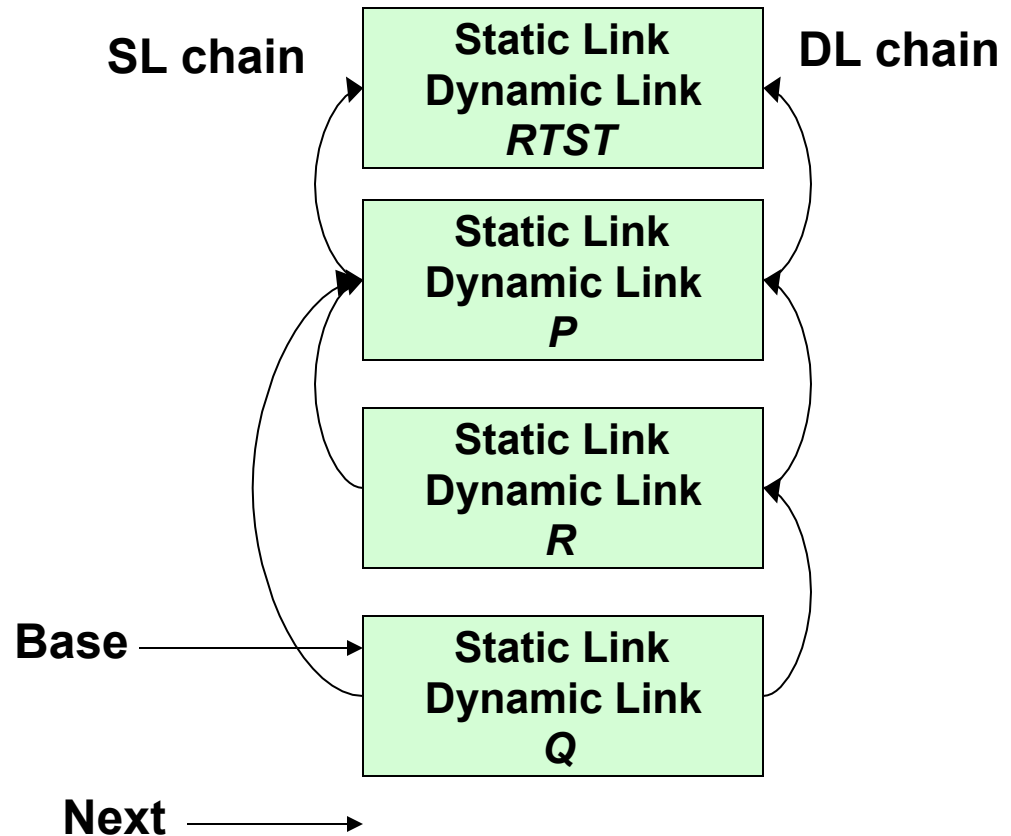 SL chain
DL chain
Static Link
Dynamic Link
RTST
Static Link
Dynamic Link
P
Static Link
Dynamic Link
R
Base
Static Link
Dynamic Link
Q
Next